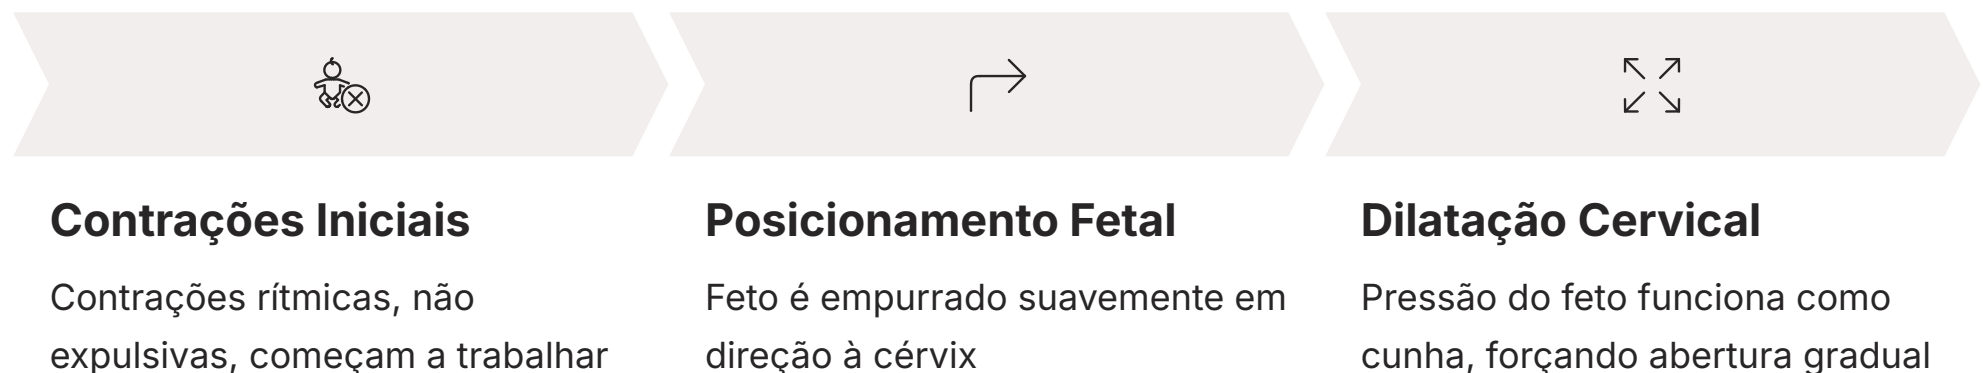 Contrações Iniciais
Contrações rítmicas, não
expulsivas, começam a trabalhar
Posicionamento Fetal
Feto é empurrado suavemente em
direção à cérvix
Dilatação Cervical
Pressão do feto funciona como
cunha, forçando abertura gradual